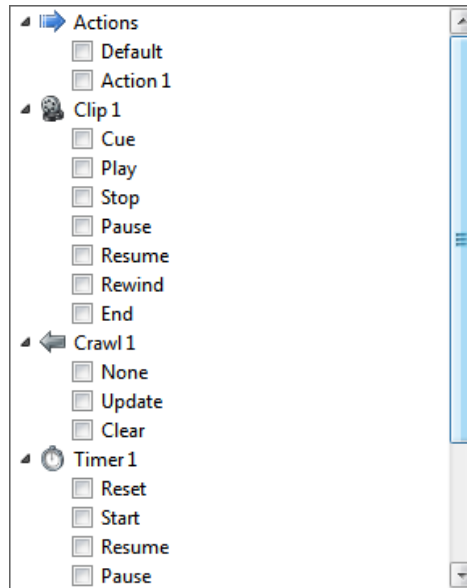 Actions
Default
Action 1
Clip 1
Cue
Play
Stop
Pause
Resume
Rewind
End
Crawl 1
None
Update
Clear
Timer 1
Reset
Start
Resume
Pause